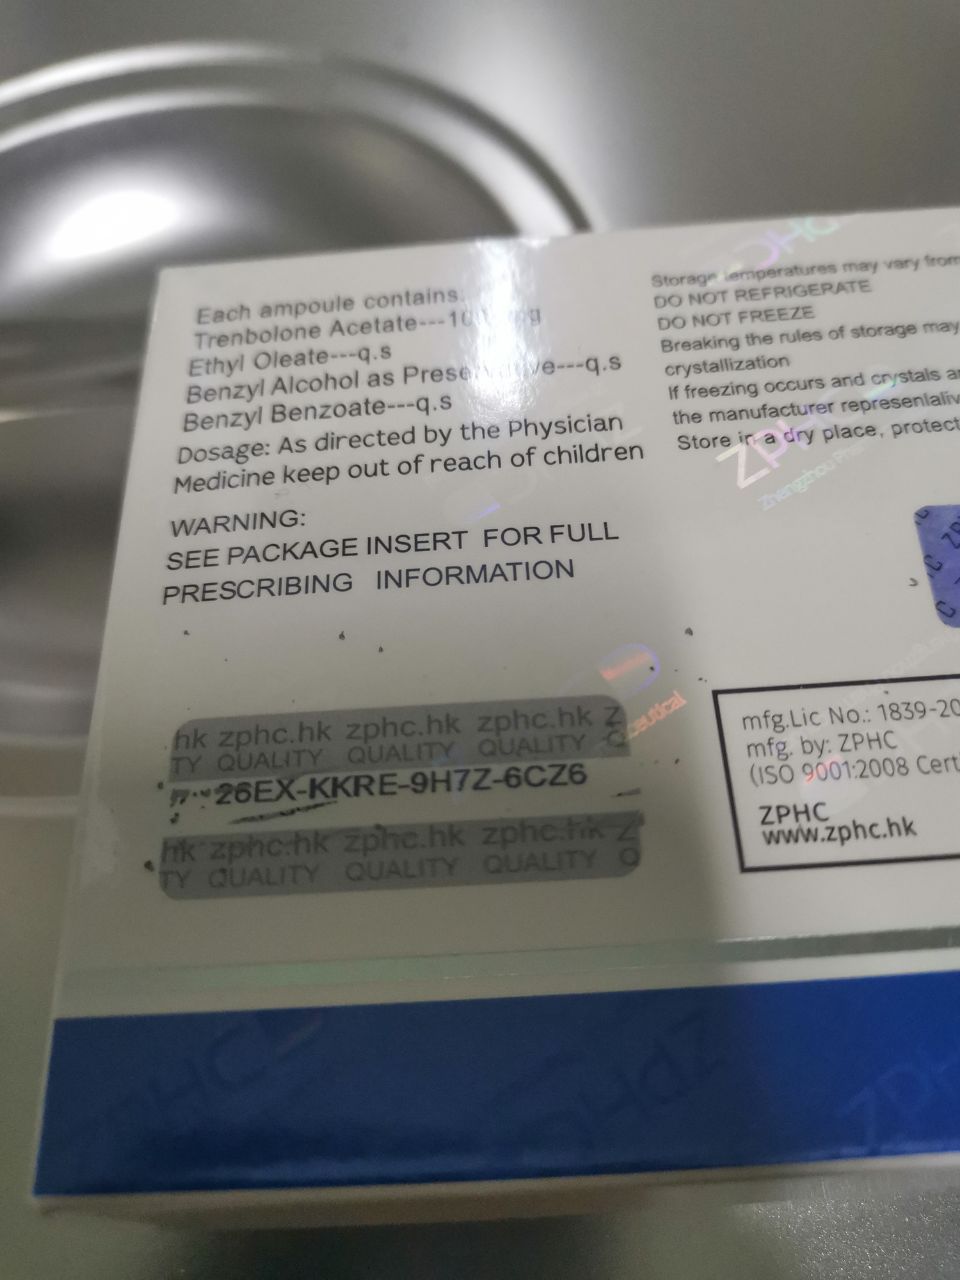 Each ampoule contains:
Trenbolone Acetate---100mg
Ethyl Oleate---q.s
Benzyl Alcohol as Preservative---q.s
Benzyl Benzoate---q.s
Dosage: As directed by the Physician
Medicine keep out of reach of children
WARNING:
SEE PACKAGE INSERT FOR FULL
PRESCRIBING INFORMATION
hk zphc.hk zphc.hk zphc.hk Z
TY QUALITY QUALITY QUALITY Q
26EX-KKRE-9H7Z-6CZ6
hk zphc.hk zphc.hk zphc.hk Z
TY QUALITY QUALITY QUALITY Q
Storage temperatures may vary from
DO NOT REFRIGERATE
DO NOT FREEZE
Breaking the rules of storage may
crystallization
If freezing occurs and crystals
the manufacturer represenlaliv
Store in a dry place, protect
ZPHC
mfg.Lic No.: 1839-20
mfg. by: ZPHC
(ISO 9001:2008 Cert
ZPHC
www.zphc.hk